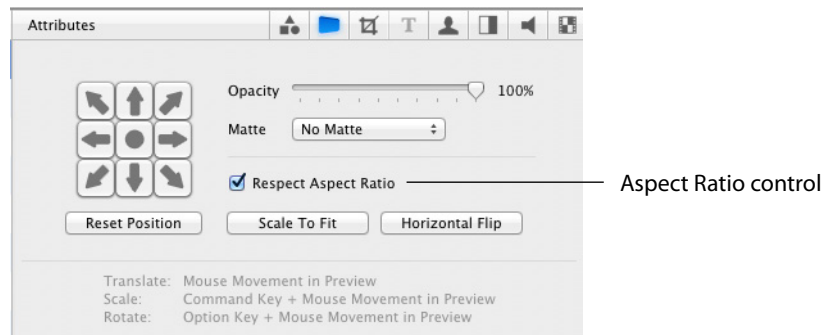 Attributes
T
Opacity 100%
Matte No Matte
Respect Aspect Ratio Aspect Ratio control
Reset Position Scale To Fit Horizontal Flip
Translate: Mouse Movement in Preview
Scale: Command Key + Mouse Movement in Preview
Rotate: Option Key + Mouse Movement in Preview